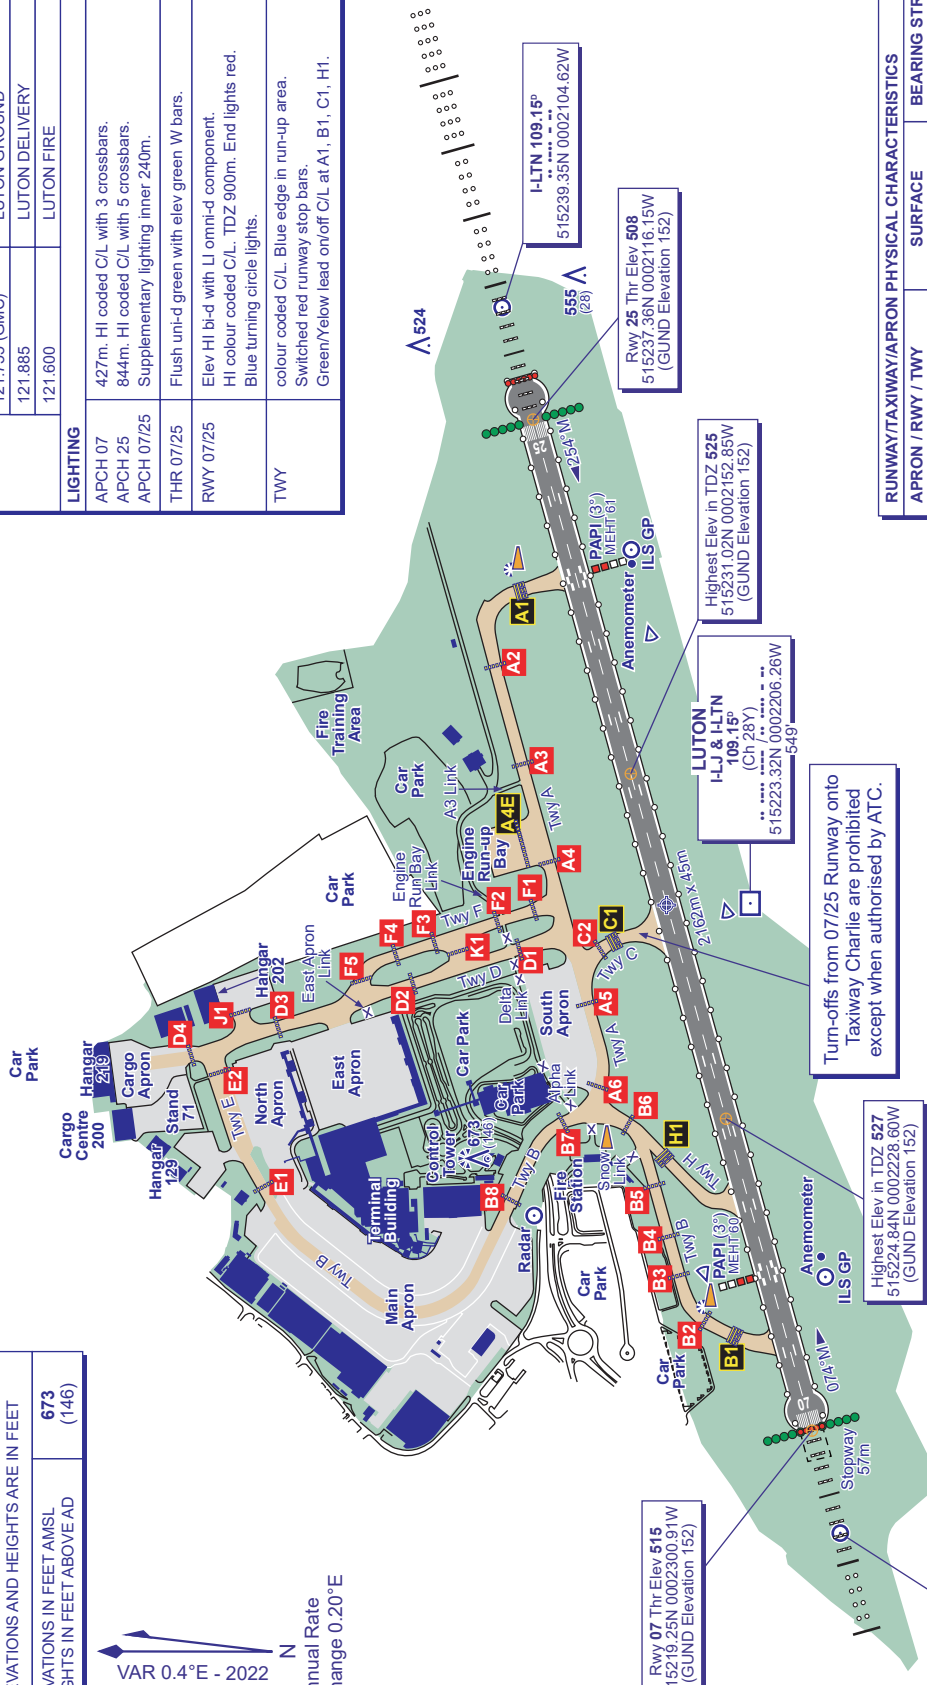 VATIONS AND HEIGHTS ARE IN FEET
VATIONS IN FEET AMSL
GHTS IN FEET ABOVE AD
673
(146)
VAR 0.4°E - 2022
N
nnual Rate
hange 0.20°E
LUTON GROUND
121.885
LUTON DELIVERY
121.600
LUTON FIRE
LIGHTING
APCH 07
427m. HI coded C/L with 3 crossbars.
APCH 25
844m. HI coded C/L with 5 crossbars.
APCH 07/25
Supplementary lighting inner 240m.
THR 07/25
Flush uni-d green with elev green W bars.
RWY 07/25
Elev HI bi-d with LI omni-d component.
HI colour coded C/L. TDZ 900m. End lights red.
Blue turning circle lights.
TWY
colour coded C/L. Blue edge in run-up area.
Switched red runway stop bars.
Green/Yelow lead on/off C/L at A1, B1, C1, H1.
Car
Park
Cargo
Centre
200
Hangar
219
Cargo
Apron
Stand
71
Hangar
129
D4
J1
Hangar
202
D3
East Apron
Link
E2
Twy E
E1
North
Apron
East
Apron
Car
Park
F5
F4
F3
Twy F
D2
Twy D
K1
F2
F1
D1
Delta
Link
Engine
Run Bay
Link
Engine
Run-up
Bay
A4E
A3 Link
Car
Park
Fire
Training
Area
524
555
(28)
I-LTN 109.15ᴰ
515239.35N 0002104.62W
Rwy 25 Thr Elev 508
515237.36N 0002116.15W
(GUND Elevation 152)
25
254°M
PAPI (3°)
MEHT 61
ILS GP
Anemometer
A1
A2
A3
Twy A
A4
Highest Elev in TDZ 525
515231.02N 0002152.85W
(GUND Elevation 152)
LUTON
I-LJ & I-LTN
109.15ᴰ
(Ch 28Y)
515223.32N 0002206.26W
549'
2162m x 45m
C1
C2
Twy C
Turn-offs from 07/25 Runway onto
Taxiway Charlie are prohibited
except when authorised by ATC.
South
Apron
A5
Twy A
A6
Alpha
Link
Car Park
Car
Park
Control
Tower
673
(146)
Terminal
Building
Twy B
Main
Apron
B8
Twy B
B7
Radar
Fire
Station
Snow
Link
B6
H1
Twy H
B5
B4
Twy B
B3
B2
B1
Car
Park
Car
Park
PAPI (3°)
MEHT 60
Anemometer
ILS GP
Highest Elev in TDZ 527
515224.84N 0002228.60W
(GUND Elevation 152)
074°M
07
Stopway
57m
Rwy 07 Thr Elev 515
15219.25N 0002300.91W
(GUND Elevation 152)
RUNWAY/TAXIWAY/APRON PHYSICAL CHARACTERISTICS
APRON / RWY / TWY
SURFACE
BEARING STR